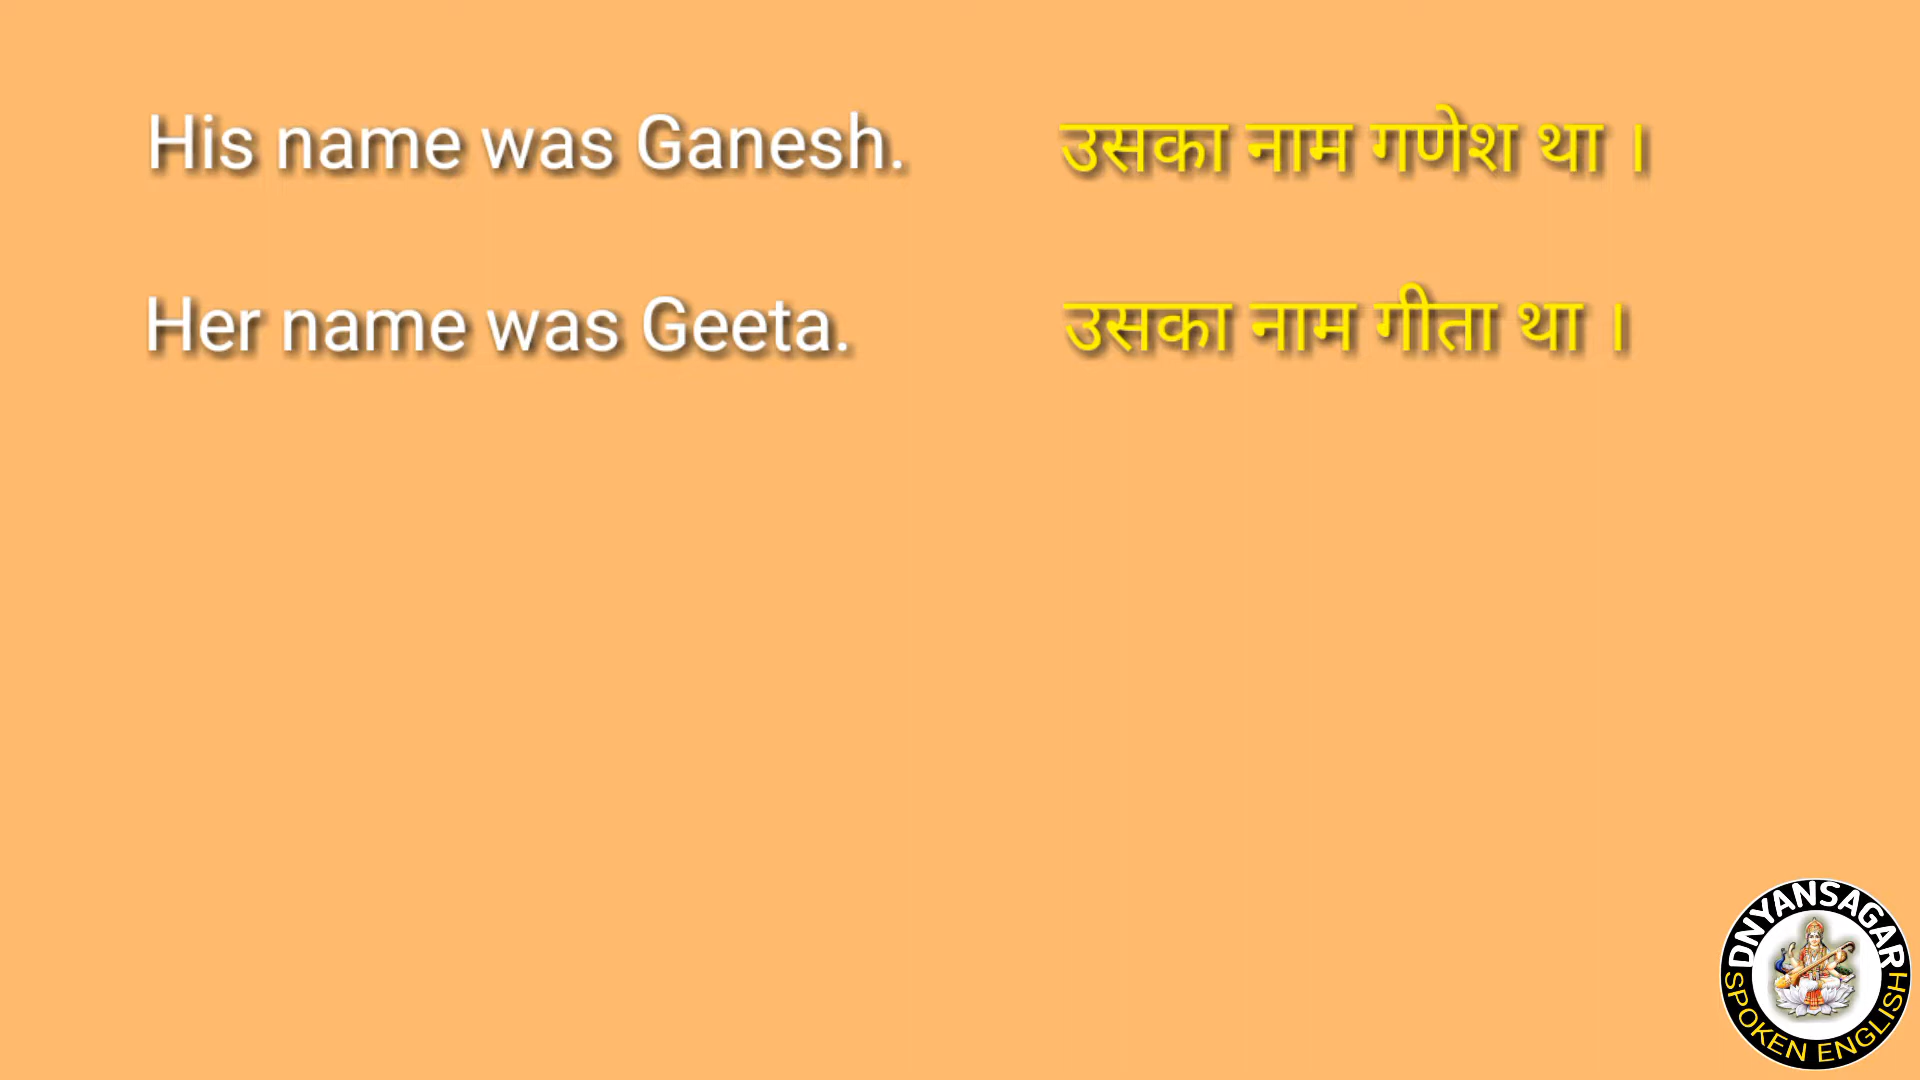 His name was Ganesh. उसका नाम गणेश था ।
Her name was Geeta. उसका नाम गीता था ।
DNYANSAGAR
SPOKEN ENGLISH